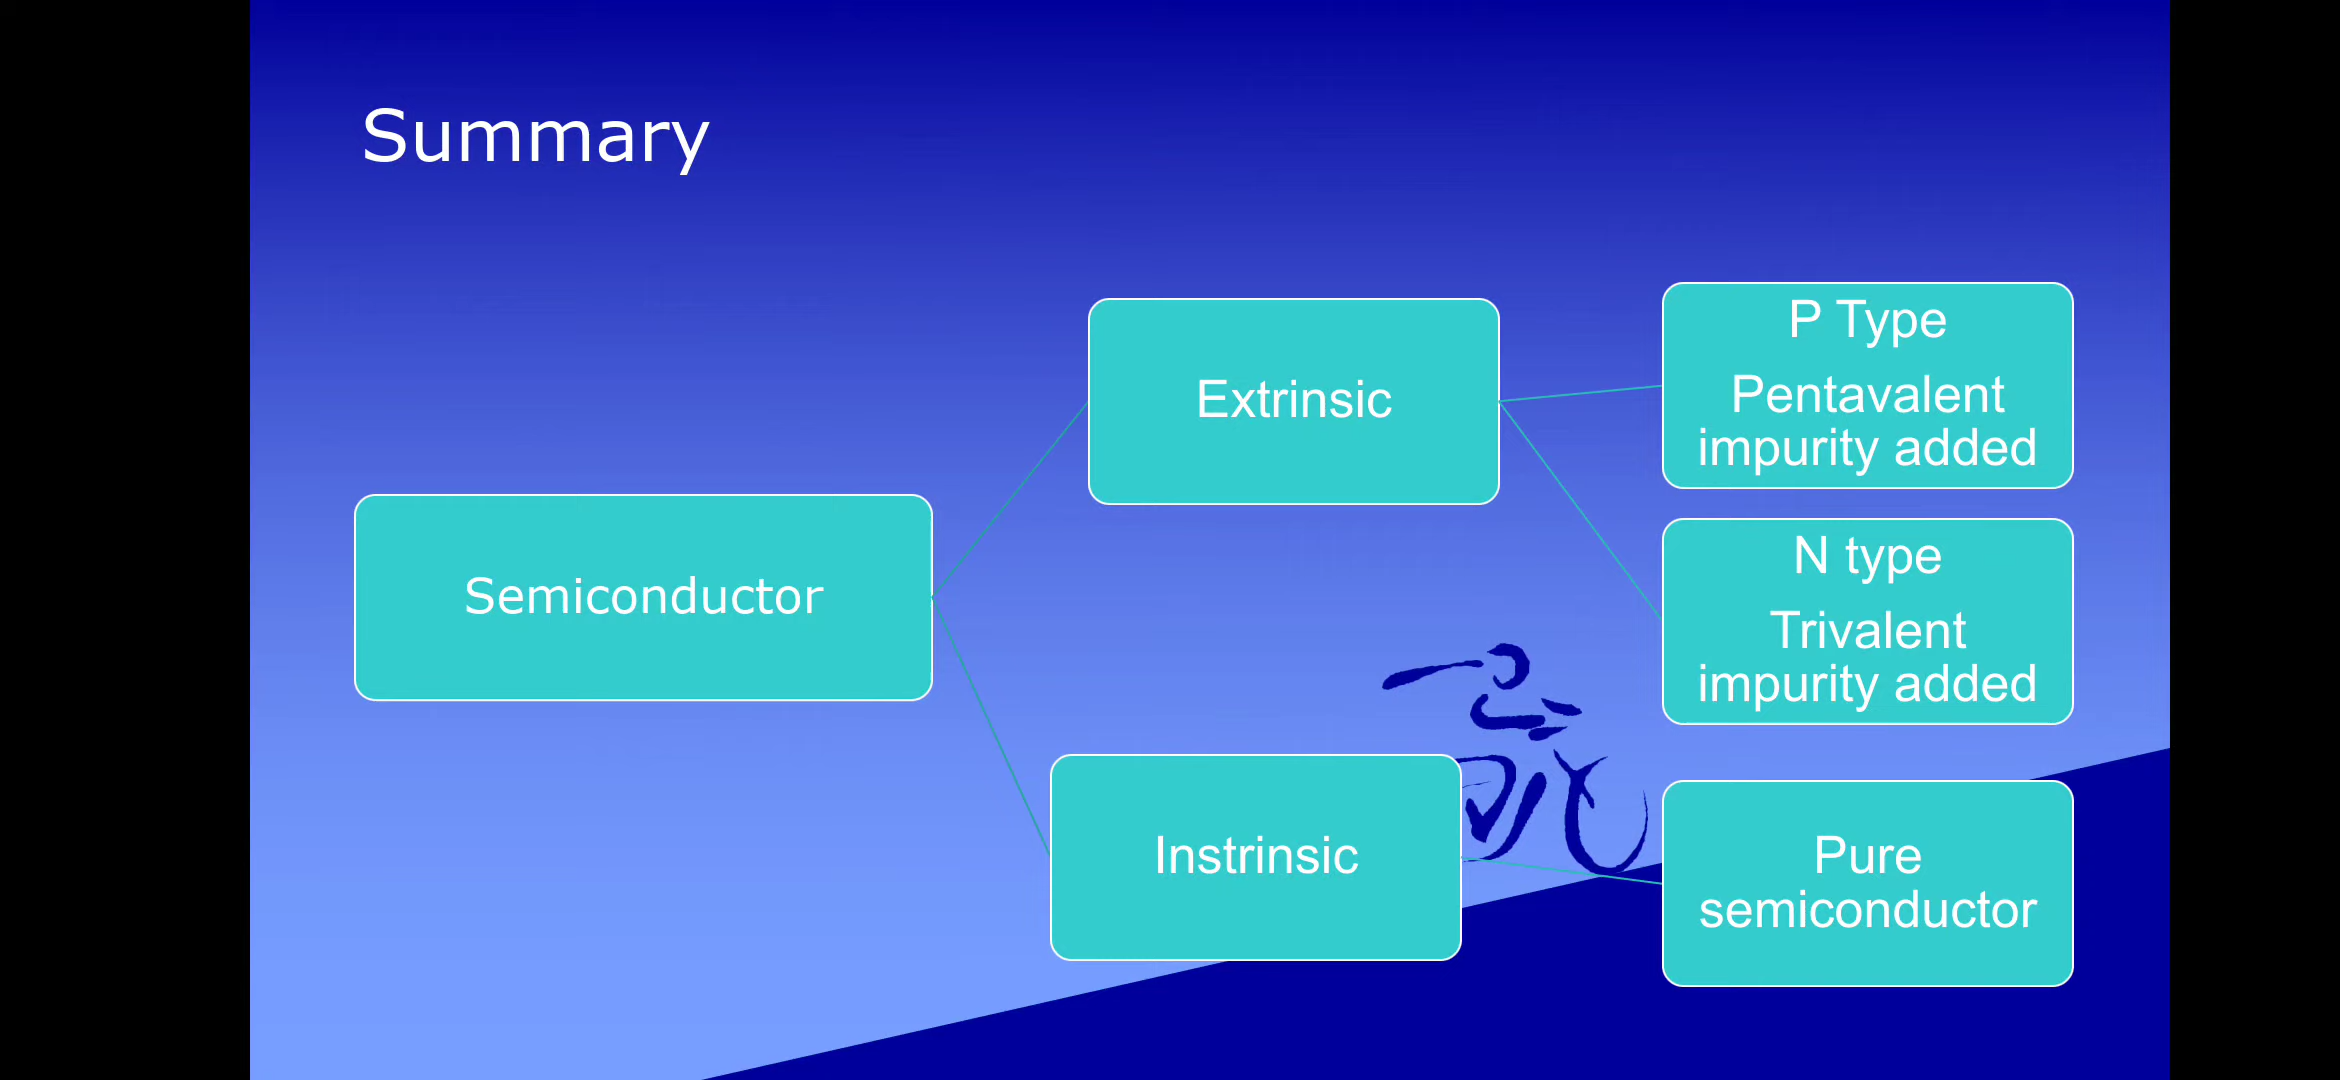 Summary
Semiconductor
Extrinsic
P Type
Pentavalent
impurity added
N type
Trivalent
impurity added
Instrinsic
Pure
semiconductor